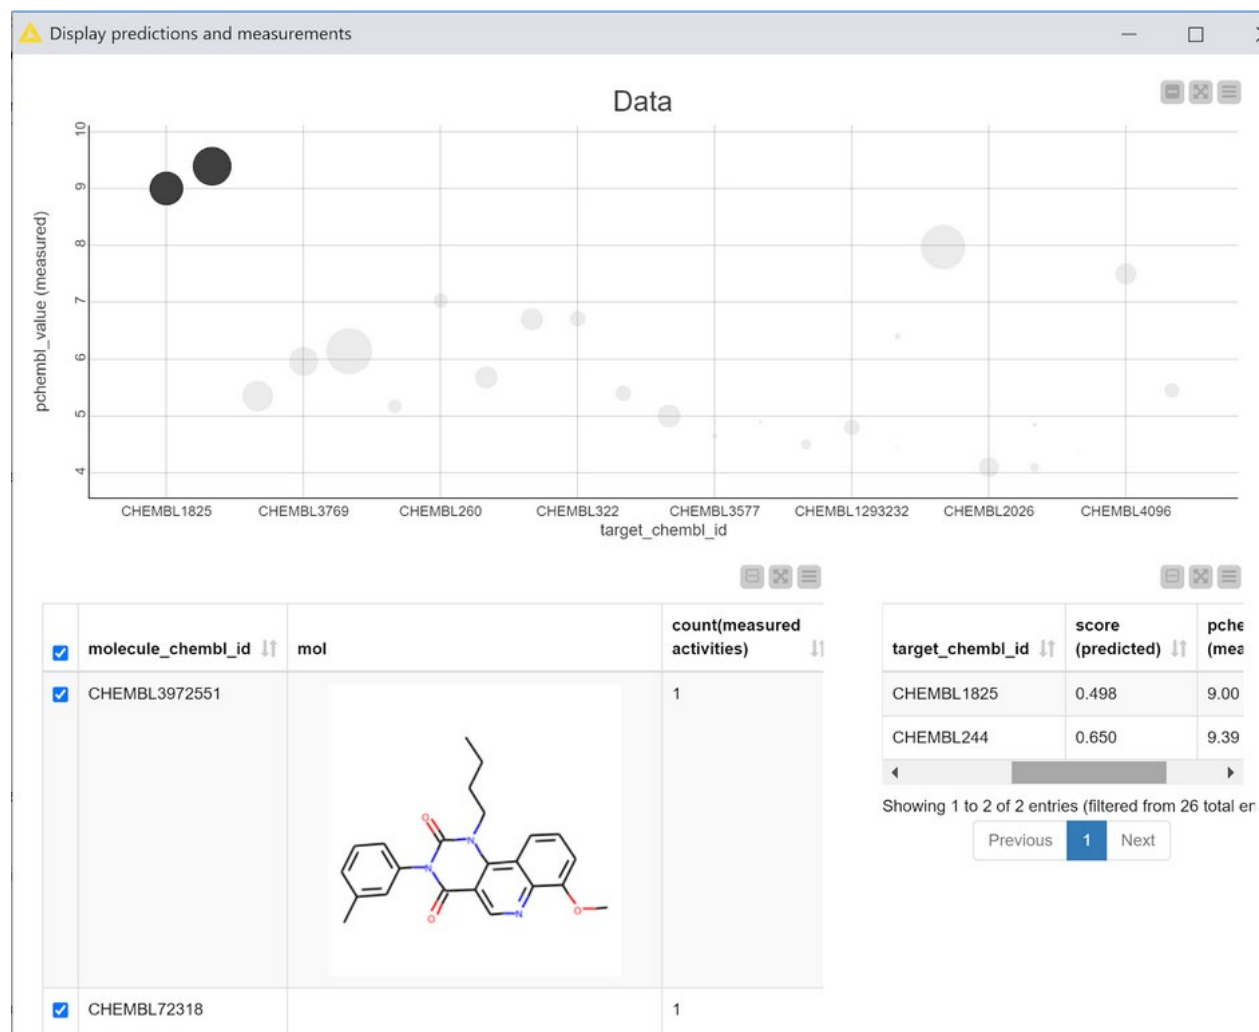 Display predictions and measurements
Data
pchembl_value (measured)
10
9
8
7
6
5
4
CHEMBL1825 CHEMBL3769 CHEMBL260 CHEMBL322 CHEMBL3577 CHEMBL1293232 CHEMBL2026 CHEMBL4096
target_chembl_id
molecule_chembl_id mol count(measured
activities)
CHEMBL3972551 1
O
N
N
O
N
O
CHEMBL72318 1
target_chembl_id score
(predicted) pche
(mea
CHEMBL1825 0.498 9.00
CHEMBL244 0.650 9.39
Showing 1 to 2 of 2 entries (filtered from 26 total en
Previous 1 Next